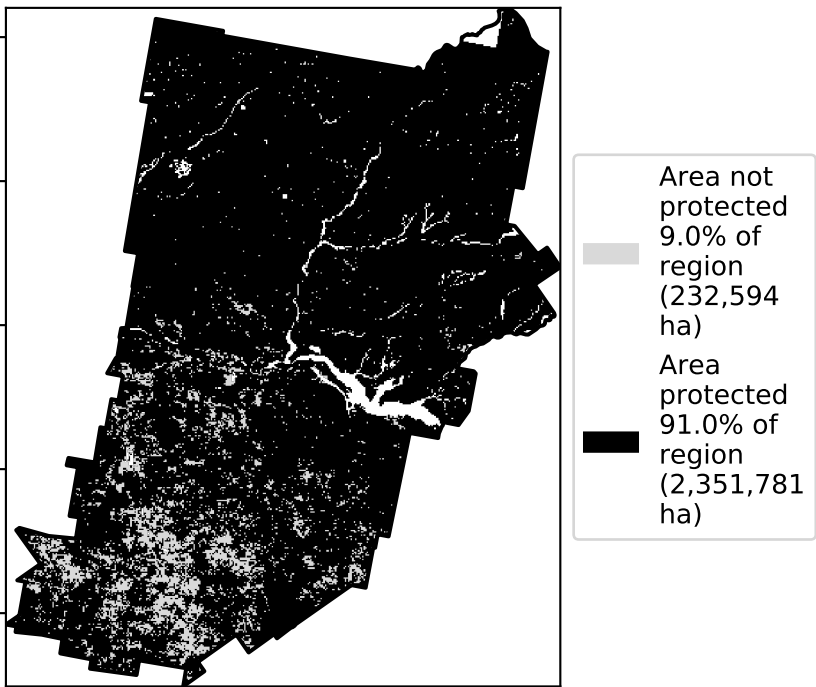 Area not
protected
9.0% of
region
(232,594
ha)
Area
protected
91.0% of
region
(2,351,781
ha)